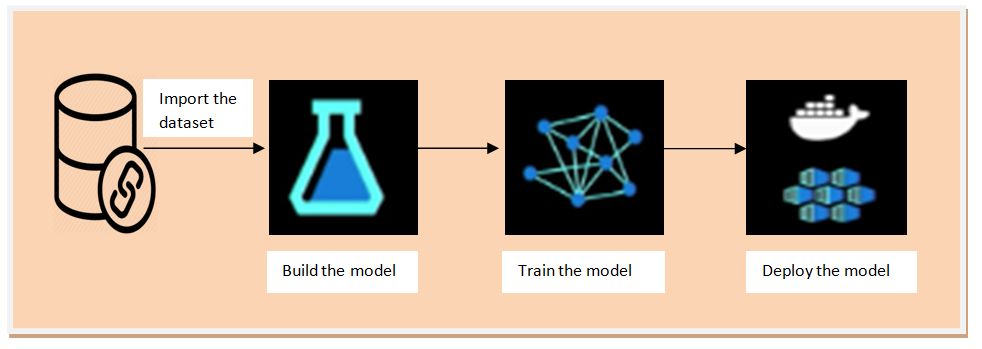 Import the
dataset
Build the model
Train the model
Deploy the model